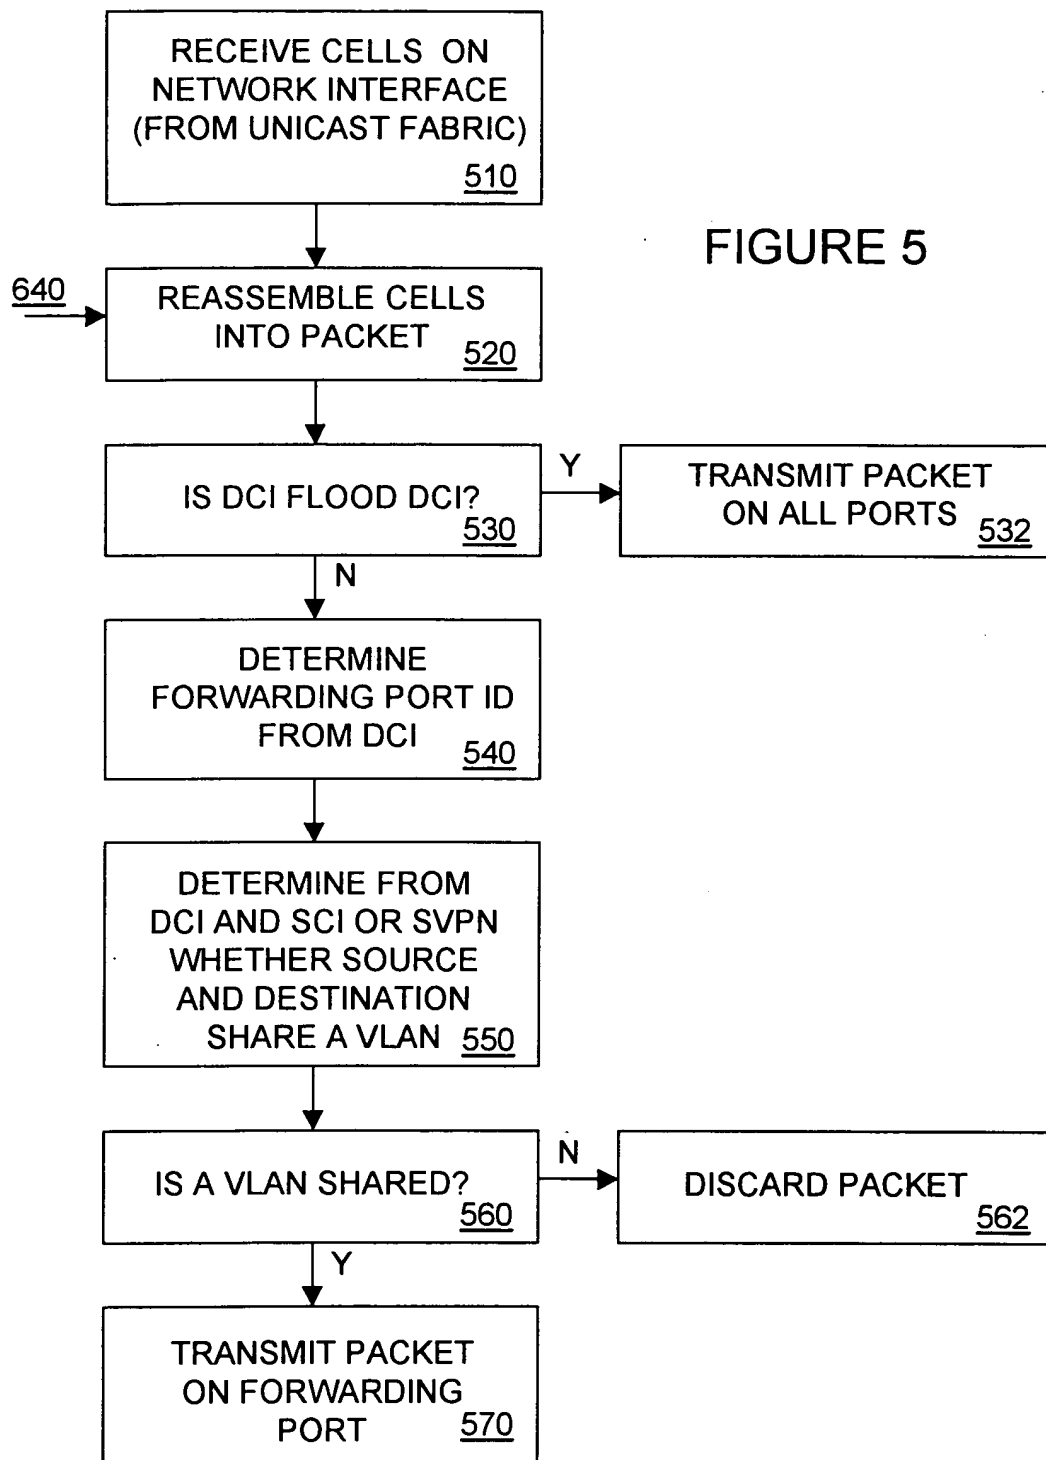 RECEIVE CELLS ON
NETWORK INTERFACE
(FROM UNICAST FABRIC)
510
FIGURE 5
640
REASSEMBLE CELLS
INTO PACKET
520
IS DCI FLOOD DCI?
530
Y
TRANSMIT PACKET
ON ALL PORTS
532
N
DETERMINE
FORWARDING PORT ID
FROM DCI
540
DETERMINE FROM
DCI AND SCI OR SVPN
WHETHER SOURCE
AND DESTINATION
SHARE A VLAN
550
IS A VLAN SHARED?
560
N
DISCARD PACKET
562
Y
TRANSMIT PACKET
ON FORWARDING
PORT
570